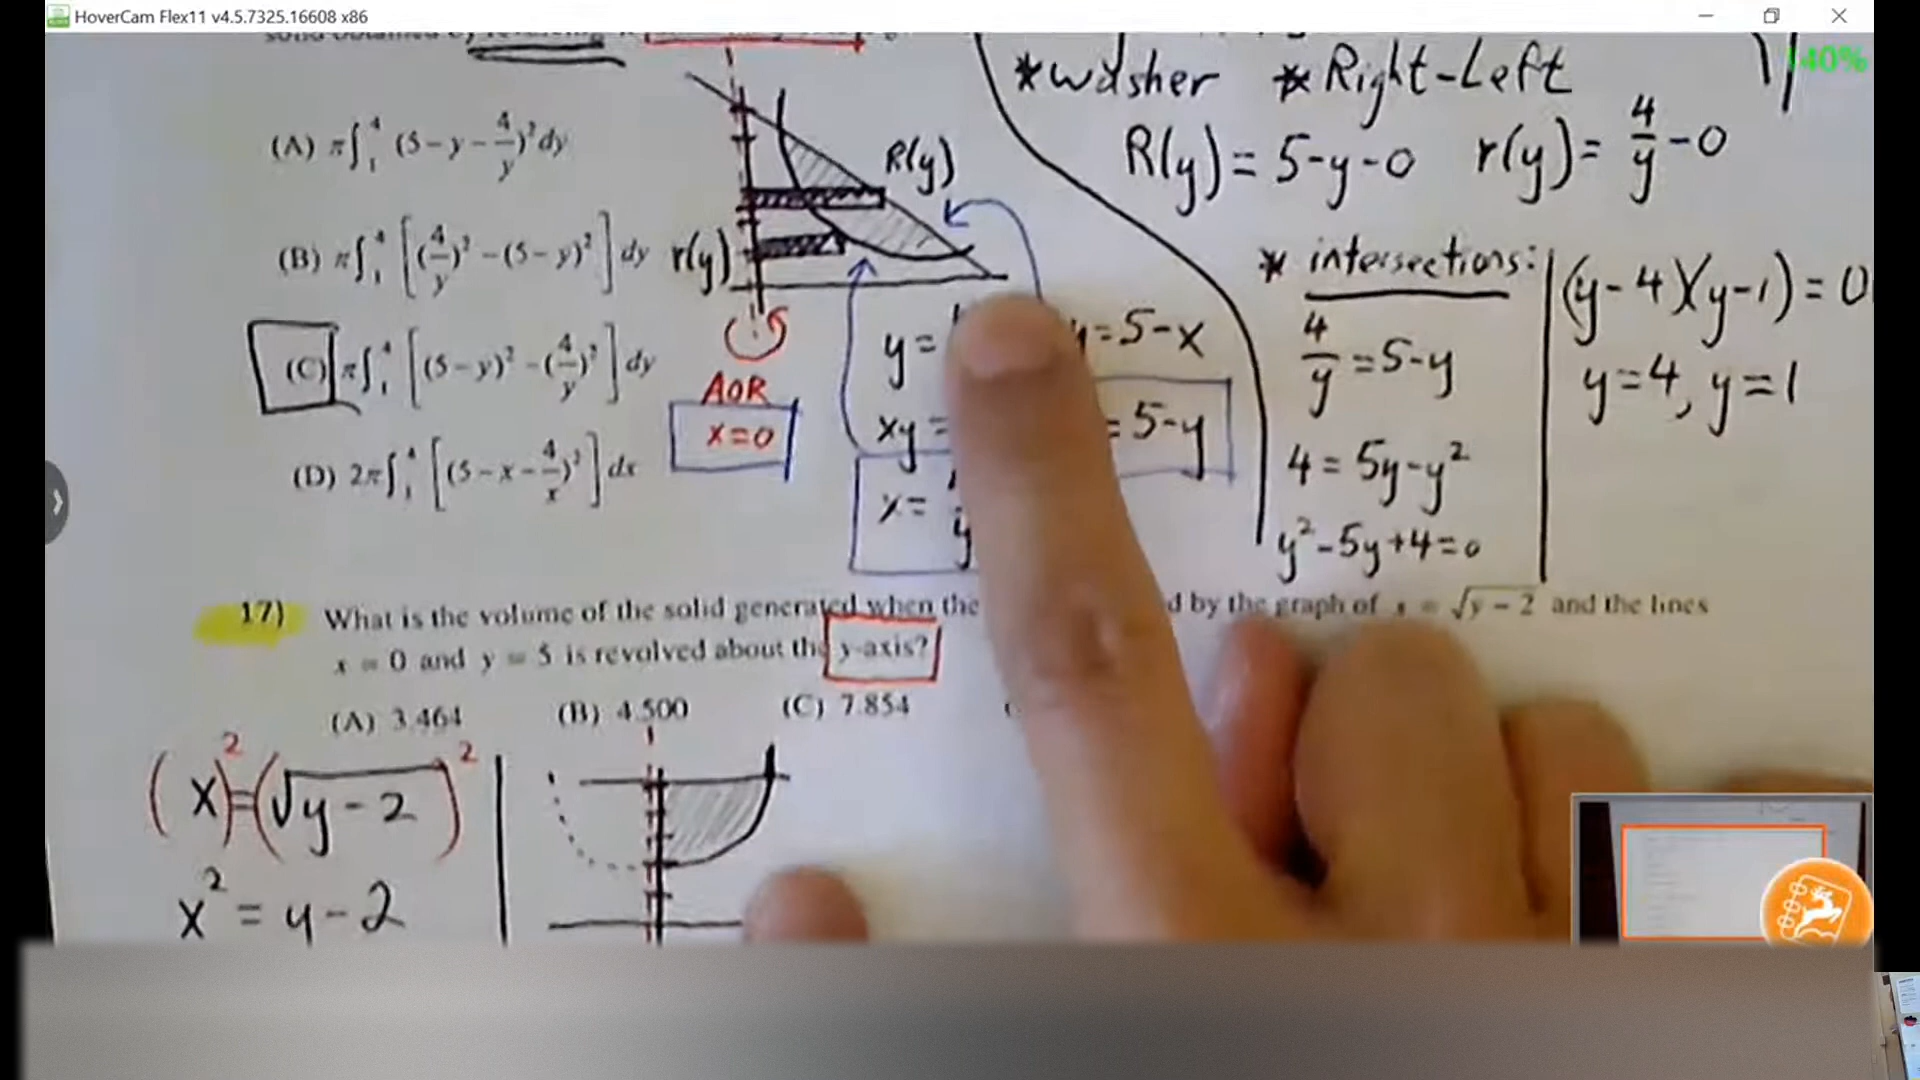 HoverCam Flex11 v4.5.7325.16608 x86
40%
*washer *Right-Left
R(y) = 5-y-0 r(y) = 4/y - 0
(A) π∫₁⁴ (5-y-4/y)² dy
R(y)
(B) π∫₁⁴ [(4/y)² - (5-y)²] dy
r(y)
(C) π∫₁⁴ [(5-y)² - (4/y)²] dy
(D) 2π∫₁⁴ [(5-x-4/x)²] dx
AOR
x=0
y=
y=5-x
xy=
=5-y
x=
y
* intersections:
4/y = 5-y
4 = 5y-y²
y²-5y+4=0
(y-4)(y-1)=0
y=4, y=1
17) What is the volume of the solid generated when the d by the graph of x = √y-2 and the lines
x = 0 and y = 5 is revolved about the y-axis?
(A) 3.464 (B) 4.500 (C) 7.854
(x)² = (√y-2)²
x² = y-2